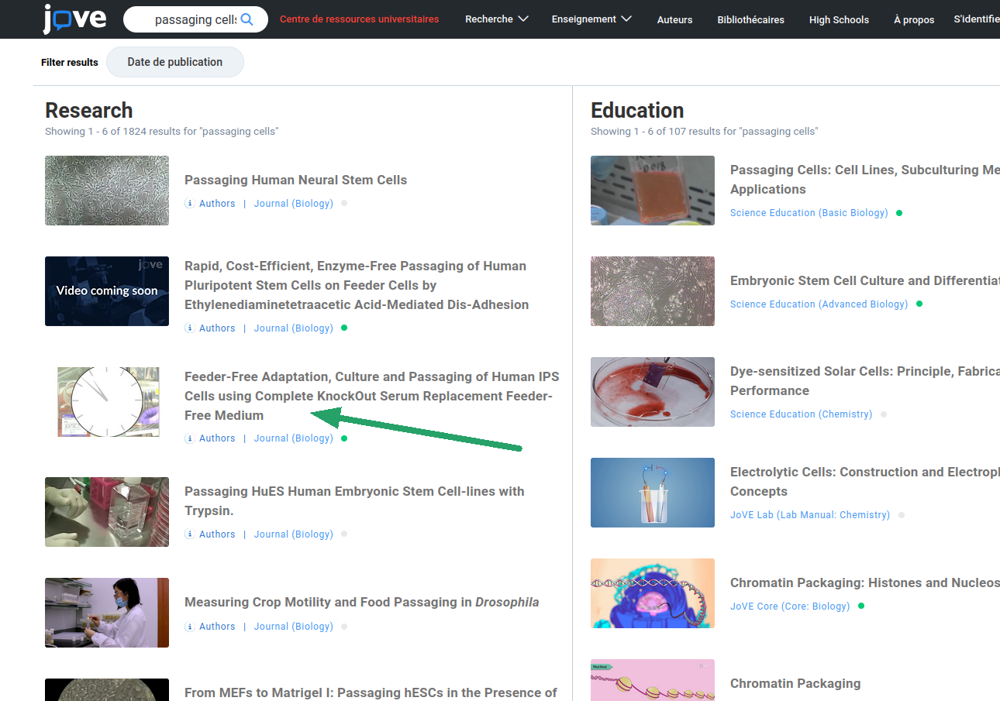 jove
passaging cells
Centre de ressources universitaires
Recherche
Enseignement
Auteurs
Bibliothécaires
High Schools
À propos
S'identifie
Filter results
Date de publication
Research
Showing 1 - 6 of 1824 results for "passaging cells"
Passaging Human Neural Stem Cells
Authors | Journal (Biology)
jove
Video coming soon
Rapid, Cost-Efficient, Enzyme-Free Passaging of Human
Pluripotent Stem Cells on Feeder Cells by
Ethylenediaminetetraacetic Acid-Mediated Dis-Adhesion
Authors | Journal (Biology)
Feeder-Free Adaptation, Culture and Passaging of Human IPS
Cells using Complete KnockOut Serum Replacement Feeder-
Free Medium
Authors | Journal (Biology)
Passaging HuES Human Embryonic Stem Cell-lines with
Trypsin.
Authors | Journal (Biology)
Measuring Crop Motility and Food Passaging in Drosophila
Authors | Journal (Biology)
From MEFs to Matrigel I: Passaging hESCs in the Presence of
Education
Showing 1 - 6 of 107 results for "passaging cells"
Passaging Cells: Cell Lines, Subculturing Me
Applications
Science Education (Basic Biology)
Embryonic Stem Cell Culture and Differentiat
Science Education (Advanced Biology)
Dye-sensitized Solar Cells: Principle, Fabrica
Performance
Science Education (Chemistry)
Electrolytic Cells: Construction and Electropl
Concepts
JoVE Lab (Lab Manual: Chemistry)
Chromatin Packaging: Histones and Nucleos
JoVE Core (Core: Biology)
Nucleus
Chromatin Packaging